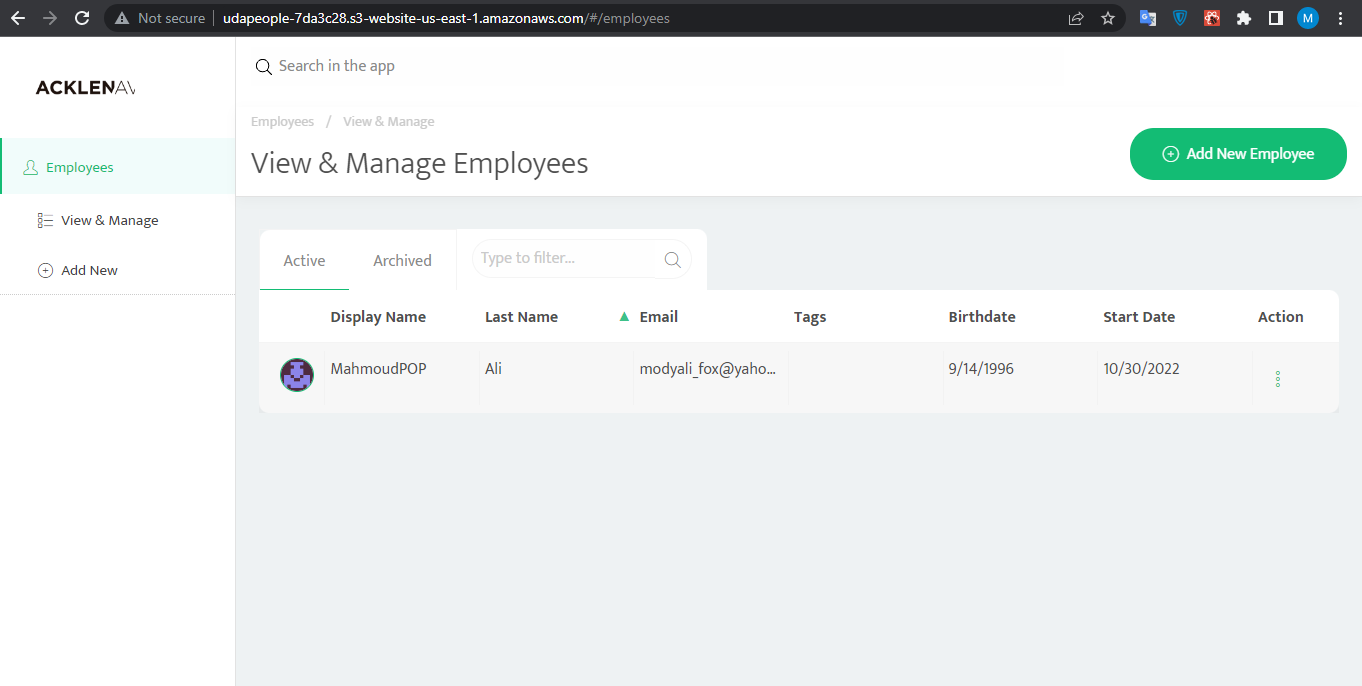 Not secure
udapeople-7da3c28.s3-website-us-east-1.amazonaws.com/#/employees
M
ACKLENAV
Search in the app
Employees / View & Manage
View & Manage Employees
Add New Employee
Employees
View & Manage
Add New
Active
Archived
Type to filter...
Display Name Last Name ▲ Email Tags Birthdate Start Date Action
MahmoudPOP Ali modyali_fox@yaho... 9/14/1996 10/30/2022